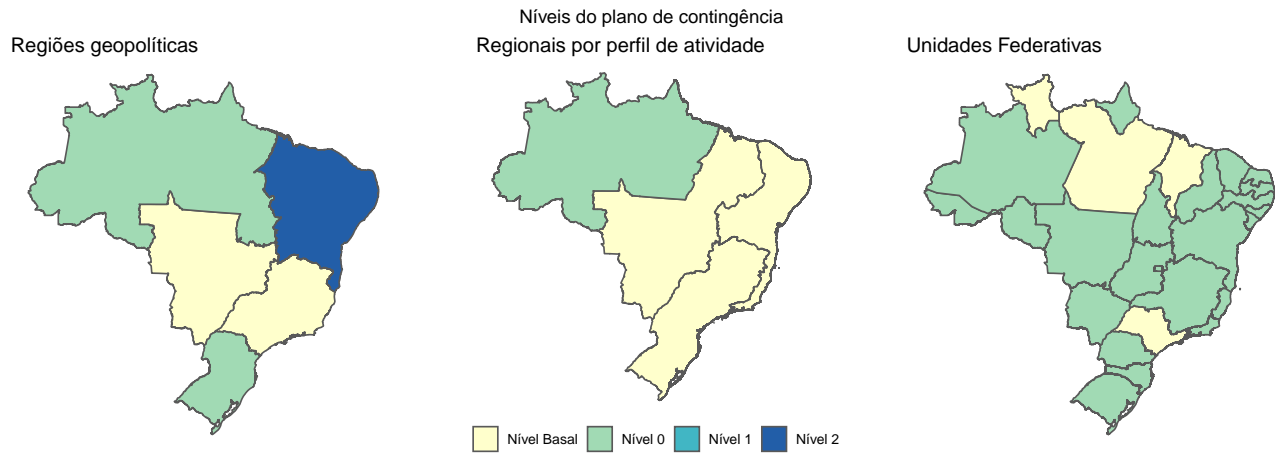 Níveis do plano de contingência
Regiões geopolíticas
Regionais por perfil de atividade
Unidades Federativas
Nível Basal
Nível 0
Nível 1
Nível 2